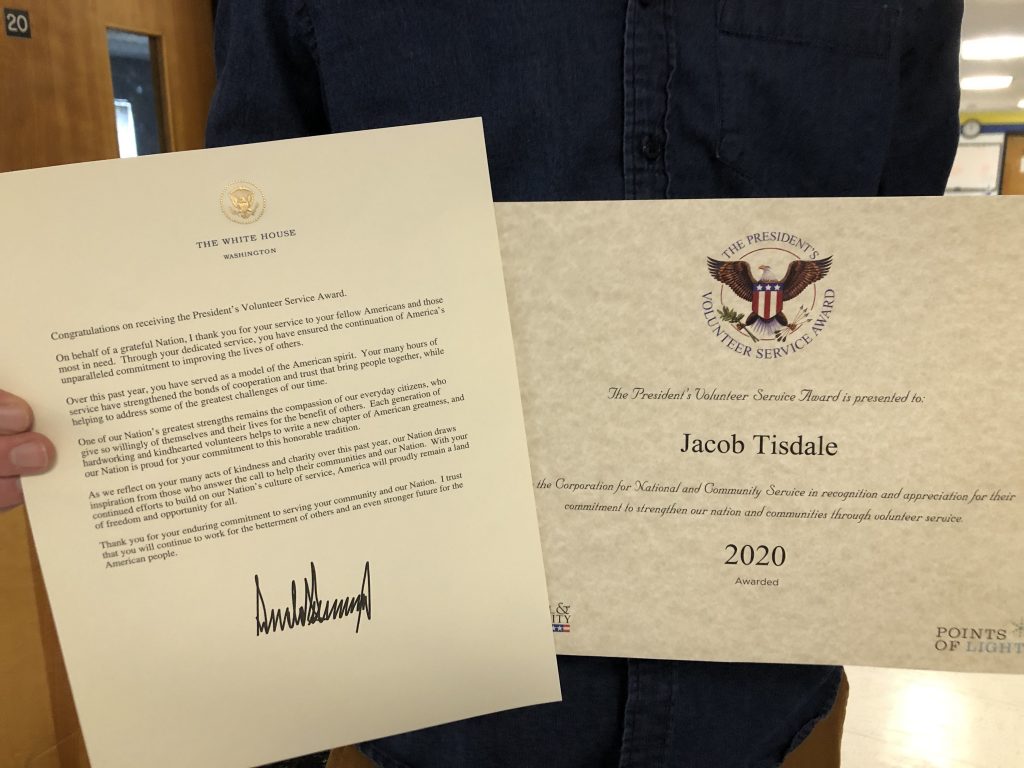 20
THE WHITE HOUSE
WASHINGTON
Congratulations on receiving the President's Volunteer Service Award.
On behalf of a grateful Nation, I thank you for your service to your fellow Americans and those
most in need. Through your dedicated service, you have ensured the continuation of America's
unparalleled commitment to improving the lives of others.
Over this past year, you have served as a model of the American spirit. Your many hours of
service have strengthened the bonds of cooperation and trust that bring people together, while
helping to address some of the greatest challenges of our time.
One of our Nation's greatest strengths remains the compassion of our everyday citizens, who
give so willingly of themselves and their lives for the benefit of others. Each generation of
hardworking and kindhearted volunteers helps to write a new chapter of American greatness, and
our Nation is proud for your commitment to this honorable tradition.
As we reflect on your many acts of kindness and charity over this past year, our Nation draws
inspiration from those who answer the call to help their communities and our Nation. With your
continued efforts to build on our Nation's culture of service, America will proudly remain a land
of freedom and opportunity for all.
Thank you for your enduring commitment to serving your community and our Nation. I trust
that you will continue to work for the betterment of others and an even stronger future for the
American people.
THE PRESIDENT'S
VOLUNTEER SERVICE AWARD
The President's Volunteer Service Award is presented to:
Jacob Tisdale
the Corporation for National and Community Service in recognition and appreciation for their
commitment to strengthen our nation and communities through volunteer service.
2020
Awarded
L &
ITY
POINTS
OF LIGHT